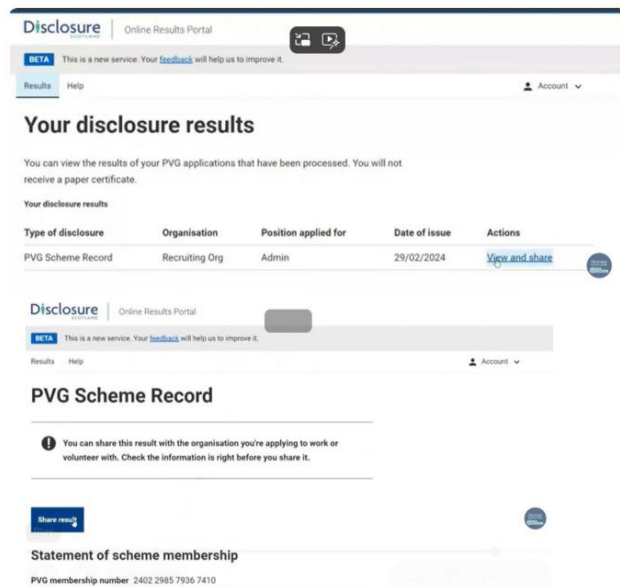 Disclosure
SCOTLAND
Online Results Portal
BETA This is a new service. Your feedback will help us to improve it.
Results Help Account
Your disclosure results
You can view the results of your PVG applications that have been processed. You will not
receive a paper certificate.
Your disclosure results
Type of disclosure Organisation Position applied for Date of issue Actions
PVG Scheme Record Recruiting Org Admin 29/02/2024 View and share
Disclosure
SCOTLAND
Online Results Portal
BETA This is a new service. Your feedback will help us to improve it.
Results Help Account
PVG Scheme Record
You can share this result with the organisation you're applying to work or
volunteer with. Check the information is right before you share it.
Share result
Statement of scheme membership
PVG membership number 2402 2985 7936 7410